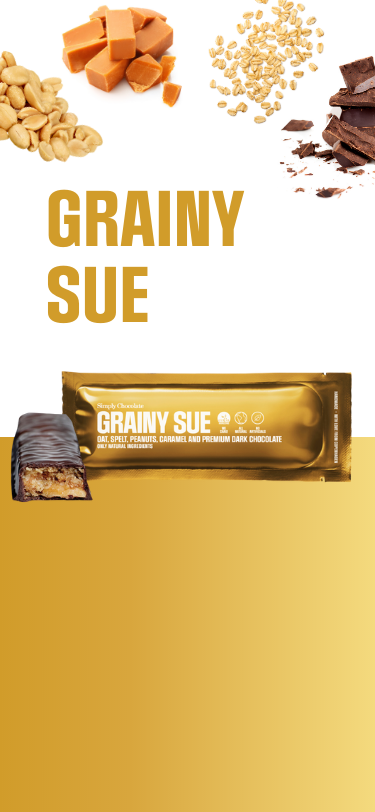 GRAINY
SUE
Simply Chocolate
GRAINY SUE
OAT, SPELT, PEANUTS, CARAMEL AND PREMIUM DARK CHOCOLATE
ONLY NATURAL INGREDIENTS